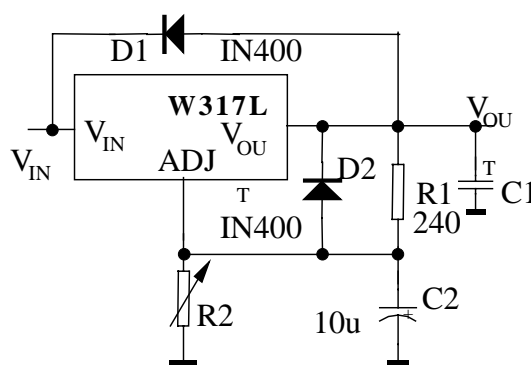 D1
IN400
W317L
V_IN
V_IN
V_OU
T
ADJ
V_OU
T
D2
IN400
R1
240
C1
R2
10u
+
C2